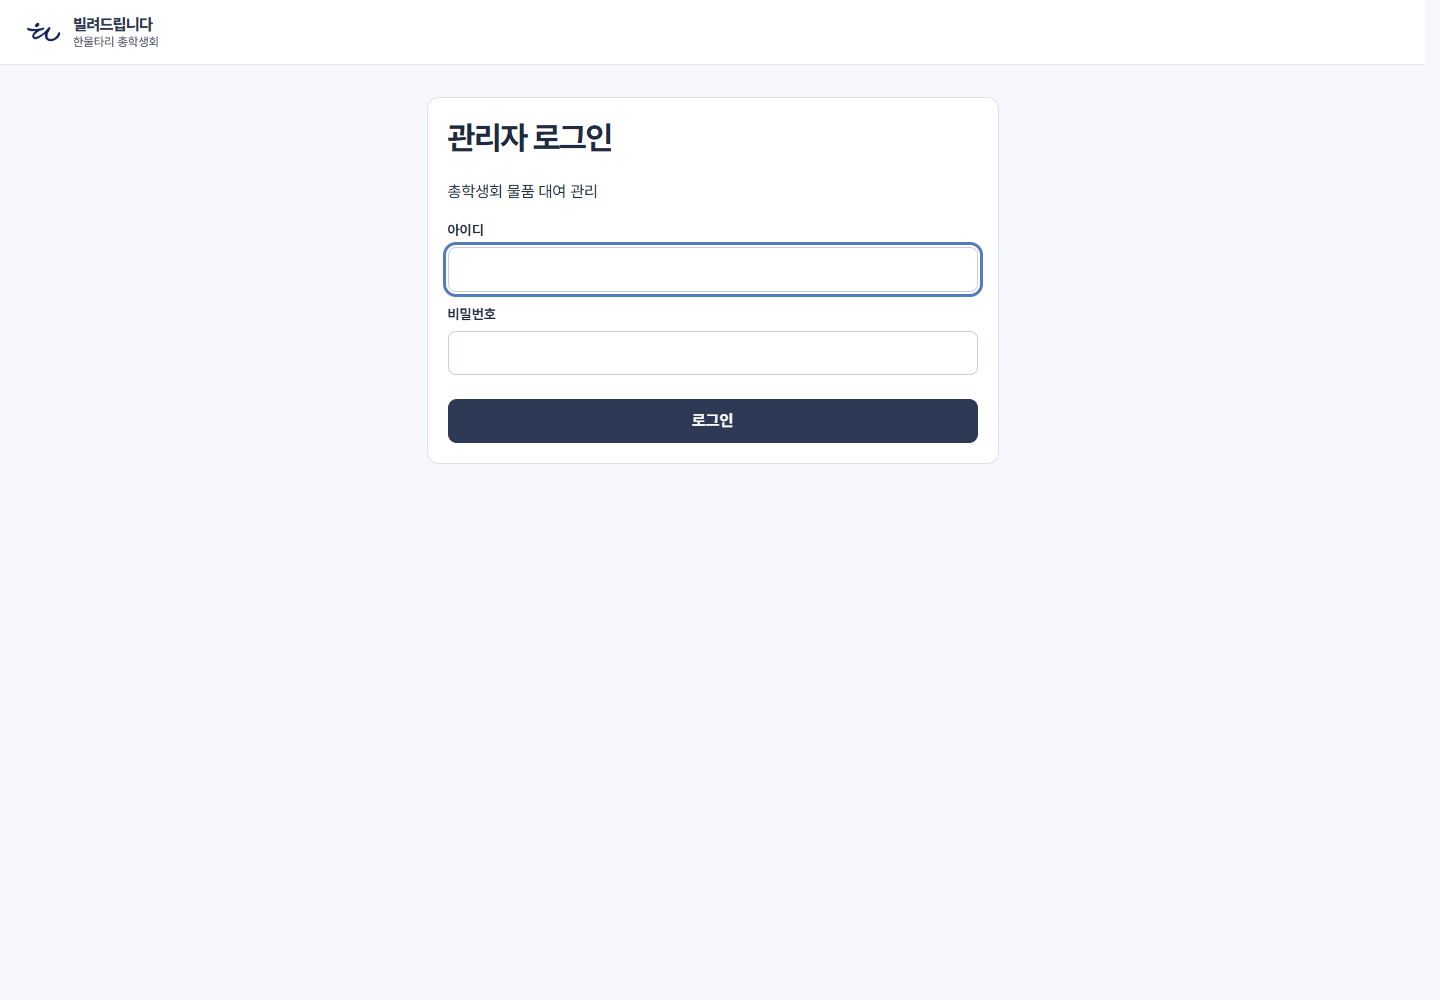 빌려드립니다
한울타리 총학생회
관리자 로그인
총학생회 물품 대여 관리
아이디
비밀번호
로그인